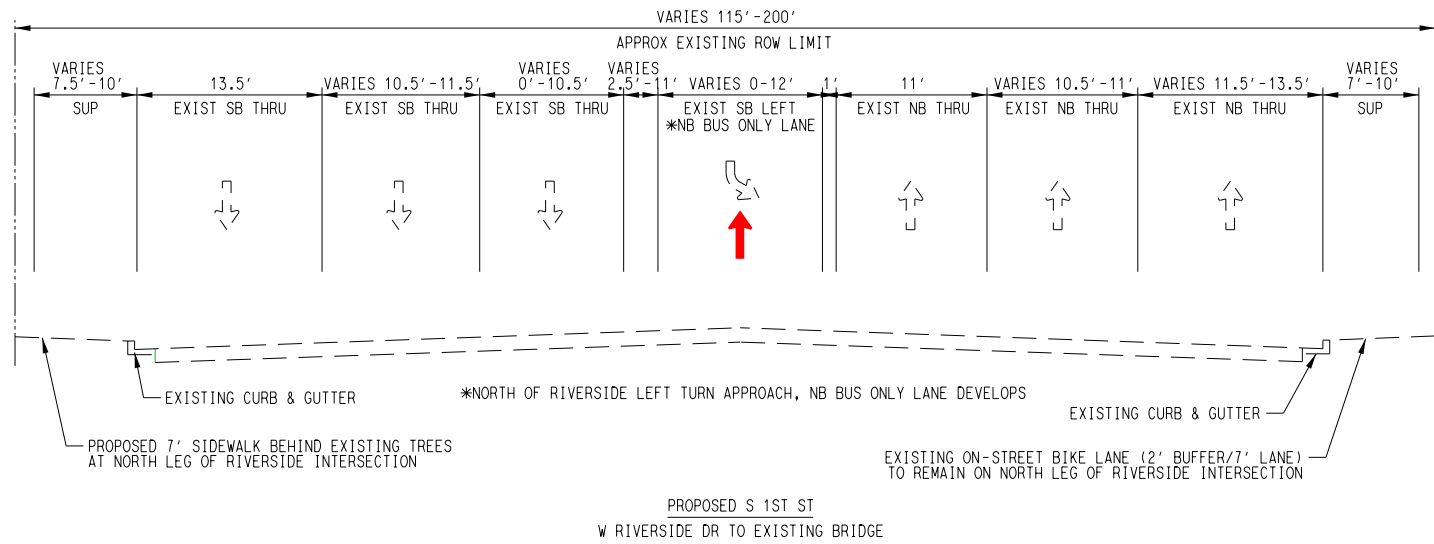 VARIES 115'-200'
APPROX EXISTING ROW LIMIT
VARIES
7.5'-10'
SUP
13.5'
EXIST SB THRU
VARIES 10.5'-11.5'
EXIST SB THRU
VARIES
0'-10.5'
EXIST SB THRU
VARIES
2.5'-11'
VARIES 0-12'
EXIST SB LEFT
*NB BUS ONLY LANE
1'
11'
EXIST NB THRU
VARIES 10.5'-11'
EXIST NB THRU
VARIES 11.5'-13.5'
EXIST NB THRU
VARIES
7'-10'
SUP
EXISTING CURB & GUTTER
*NORTH OF RIVERSIDE LEFT TURN APPROACH, NB BUS ONLY LANE DEVELOPS
EXISTING CURB & GUTTER
PROPOSED 7' SIDEWALK BEHIND EXISTING TREES
AT NORTH LEG OF RIVERSIDE INTERSECTION
EXISTING ON-STREET BIKE LANE (2' BUFFER/7' LANE)
TO REMAIN ON NORTH LEG OF RIVERSIDE INTERSECTION
PROPOSED S 1ST ST
W RIVERSIDE DR TO EXISTING BRIDGE